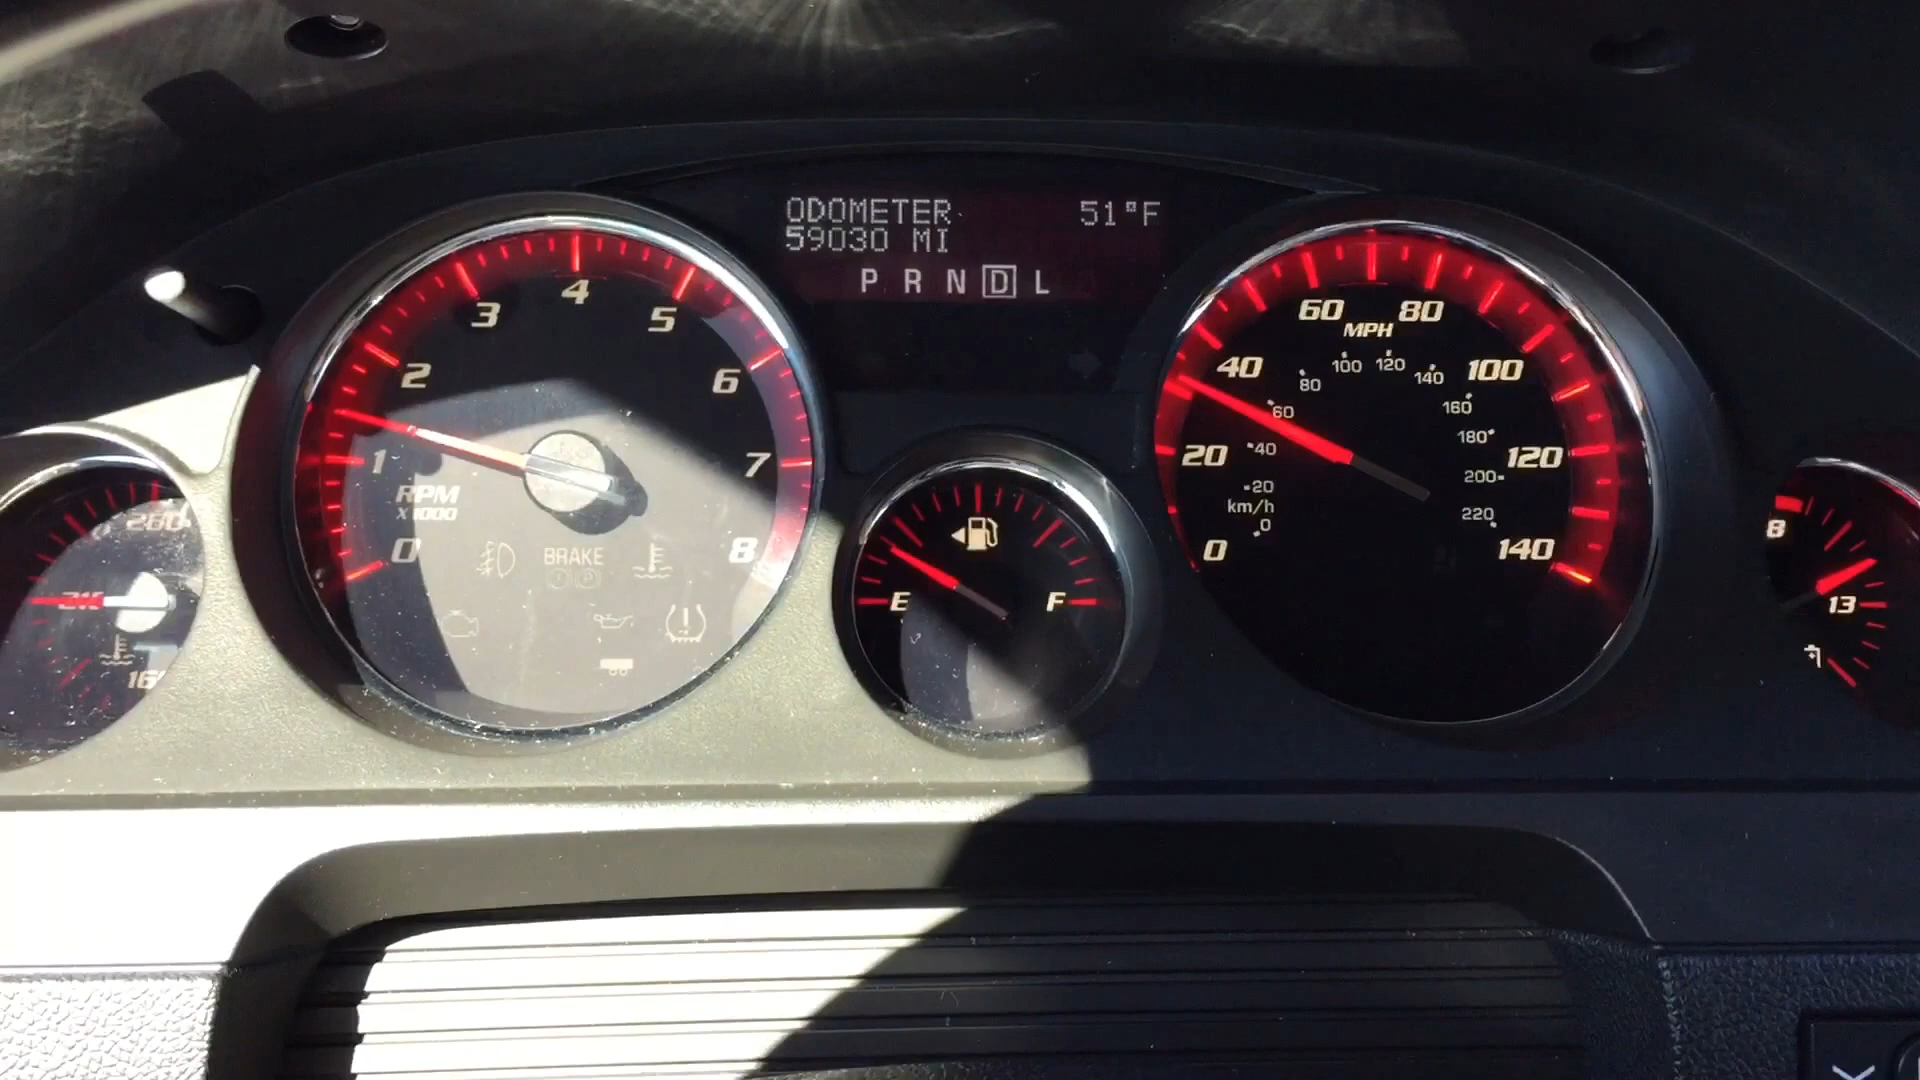 ODOMETER 51°F
59030 MI
P R N D L
260
210
160
0 1 2 3 4 5 6 7 8
RPM
X 1000
BRAKE
E F
0 20 40 60 80 100 120 140
MPH
0 20 40 60 80 100 120 140 160 180 200 220
km/h
8
13